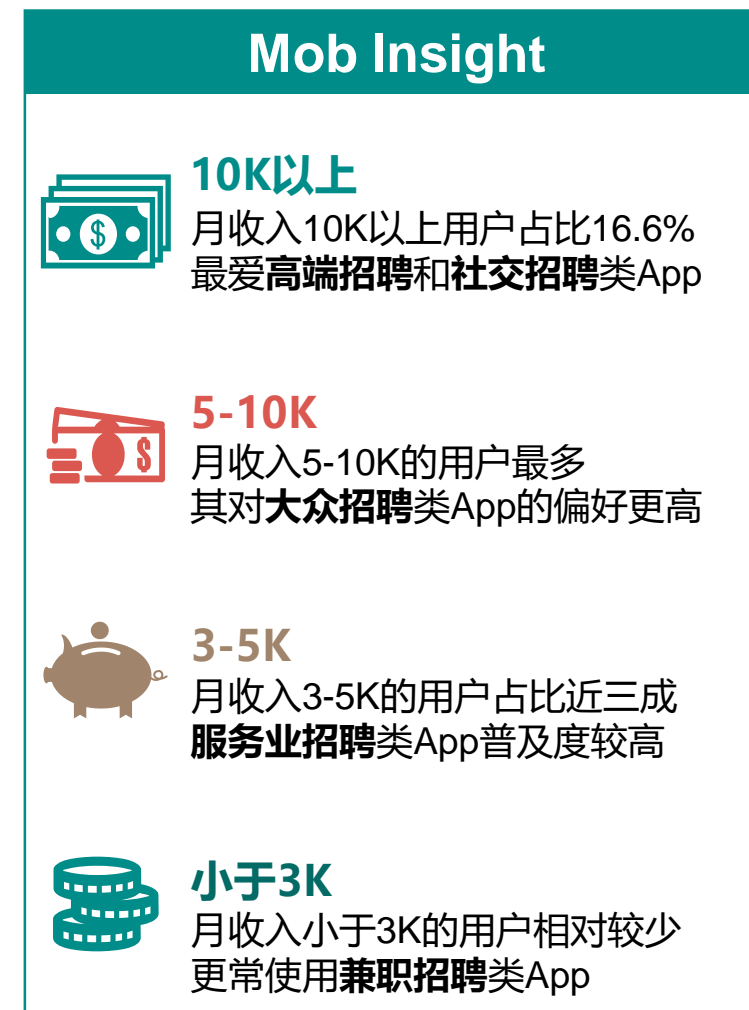 Mob Insight
10K以上
月收入10K以上用户占比16.6%
最爱高端招聘和社交招聘类App
5-10K
月收入5-10K的用户最多
其对大众招聘类App的偏好更高
3-5K
月收入3-5K的用户占比近三成
服务业招聘类App普及度较高
小于3K
月收入小于3K的用户相对较少
更常使用兼职招聘类App